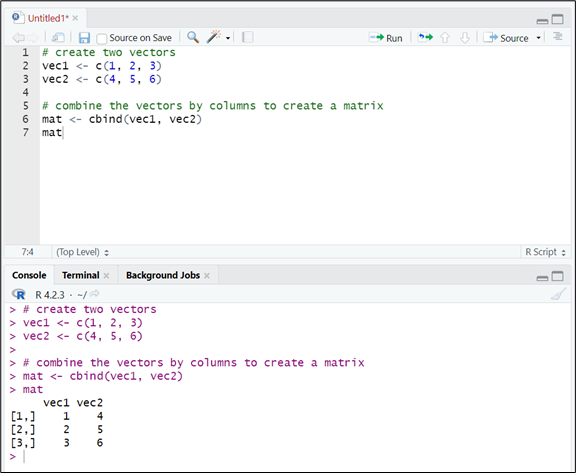 Untitled1*
Source on Save Run Source
1 # create two vectors
2 vec1 <- c(1, 2, 3)
3 vec2 <- c(4, 5, 6)
4
5 # combine the vectors by columns to create a matrix
6 mat <- cbind(vec1, vec2)
7 mat
7:4 (Top Level) R Script
Console Terminal Background Jobs
R R 4.2.3 · ~/
> # create two vectors
> vec1 <- c(1, 2, 3)
> vec2 <- c(4, 5, 6)
>
> # combine the vectors by columns to create a matrix
> mat <- cbind(vec1, vec2)
> mat
     vec1 vec2
[1,]    1    4
[2,]    2    5
[3,]    3    6
>